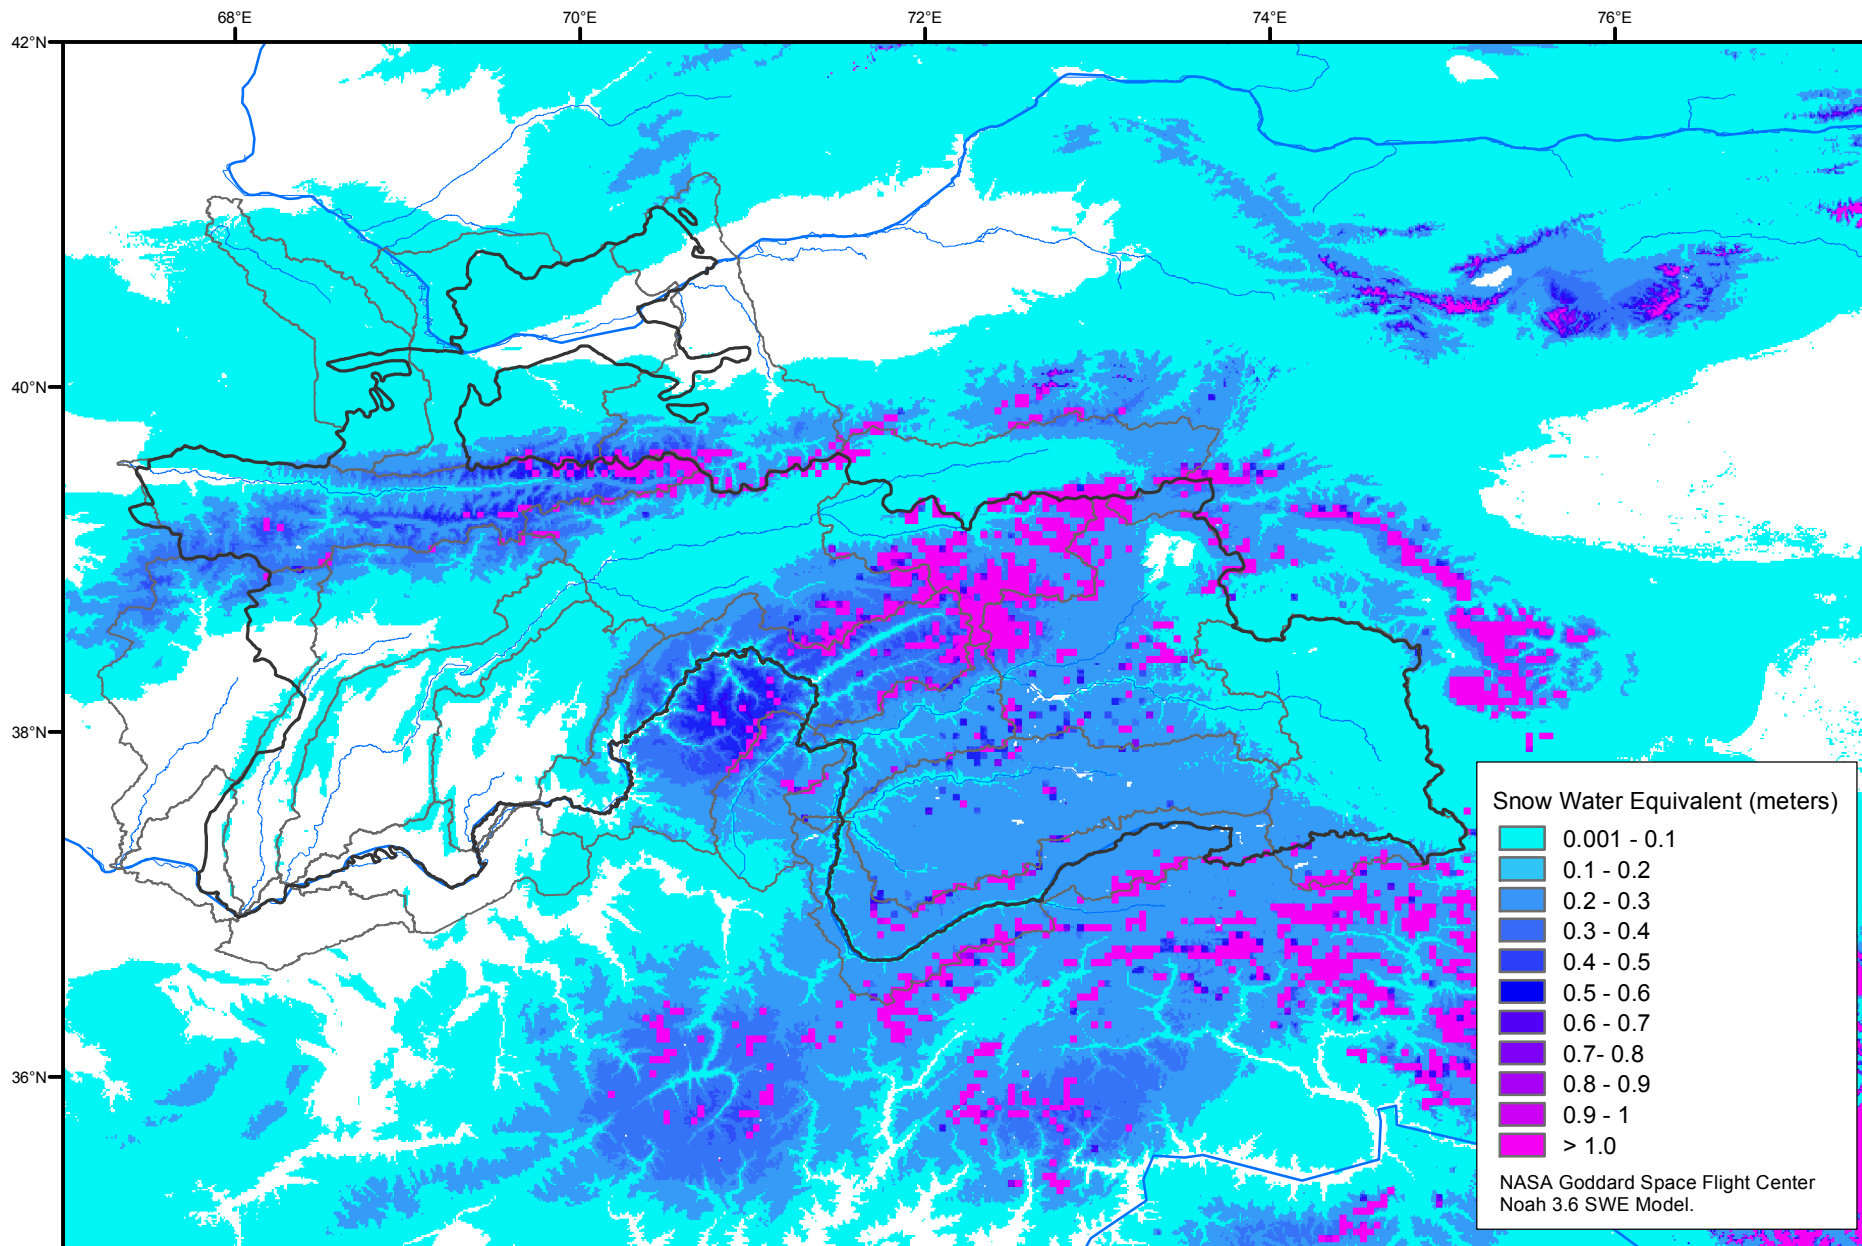 68°E
70°E
72°E
74°E
76°E
42°N
40°N
38°N
36°N
Snow Water Equivalent (meters)
0.001 - 0.1
0.1 - 0.2
0.2 - 0.3
0.3 - 0.4
0.4 - 0.5
0.5 - 0.6
0.6 - 0.7
0.7- 0.8
0.8 - 0.9
0.9 - 1
> 1.0
NASA Goddard Space Flight Center
Noah 3.6 SWE Model.